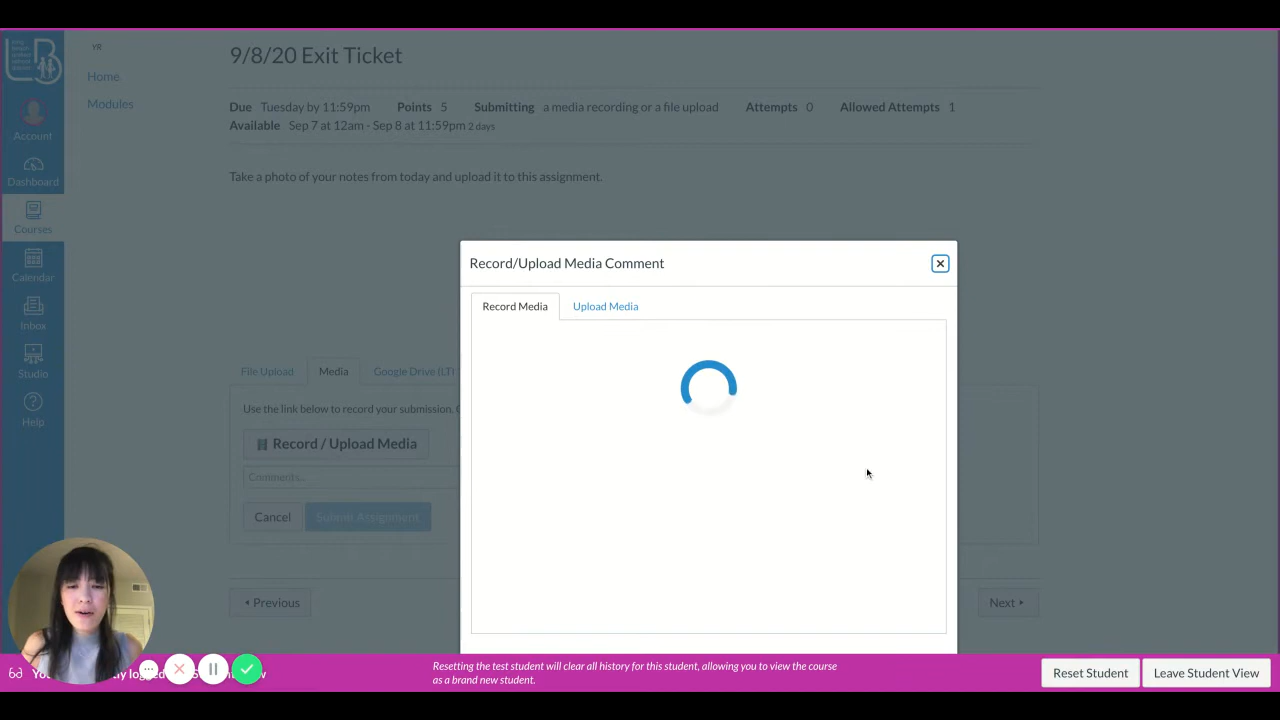 YR
9/8/20 Exit Ticket
Home
Modules
Due Tuesday by 11:59pm Points 5 Submitting a media recording or a file upload Attempts 0 Allowed Attempts 1
Available Sep 7 at 12am - Sep 8 at 11:59pm 2 days
Take a photo of your notes from today and upload it to this assignment.
Account
Dashboard
Courses
Calendar
Inbox
Studio
Help
Record/Upload Media Comment
Record Media Upload Media
File Upload Media Google Drive (LTI
Use the link below to record your submission.
Record / Upload Media
Comments...
Cancel Submit Assignment
Previous
Next
Resetting the test student will clear all history for this student, allowing you to view the course
as a brand new student.
Reset Student Leave Student View